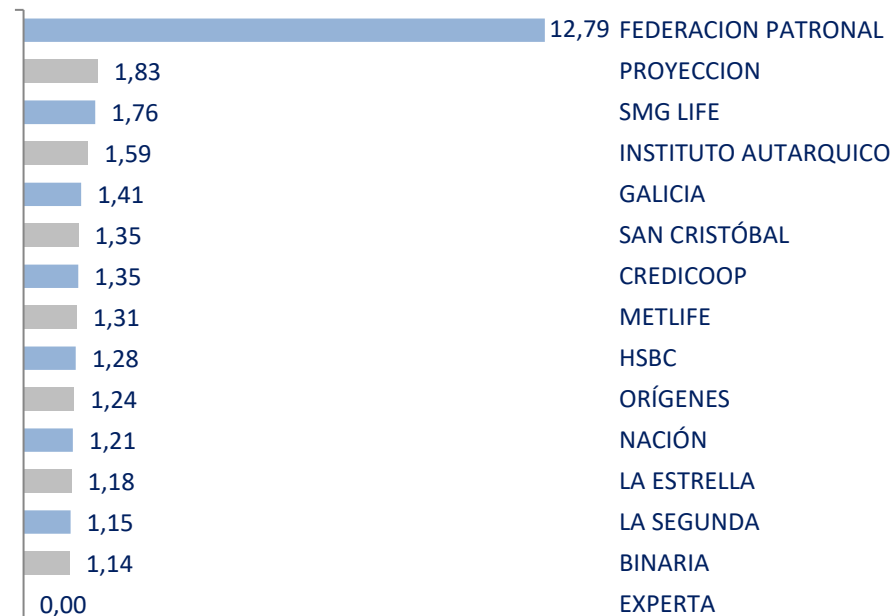 12,79 FEDERACION PATRONAL
1,83 PROYECCION
1,76 SMG LIFE
1,59 INSTITUTO AUTARQUICO
1,41 GALICIA
1,35 SAN CRISTÓBAL
1,35 CREDICOOP
1,31 METLIFE
1,28 HSBC
1,24 ORÍGENES
1,21 NACIÓN
1,18 LA ESTRELLA
1,15 LA SEGUNDA
1,14 BINARIA
0,00 EXPERTA